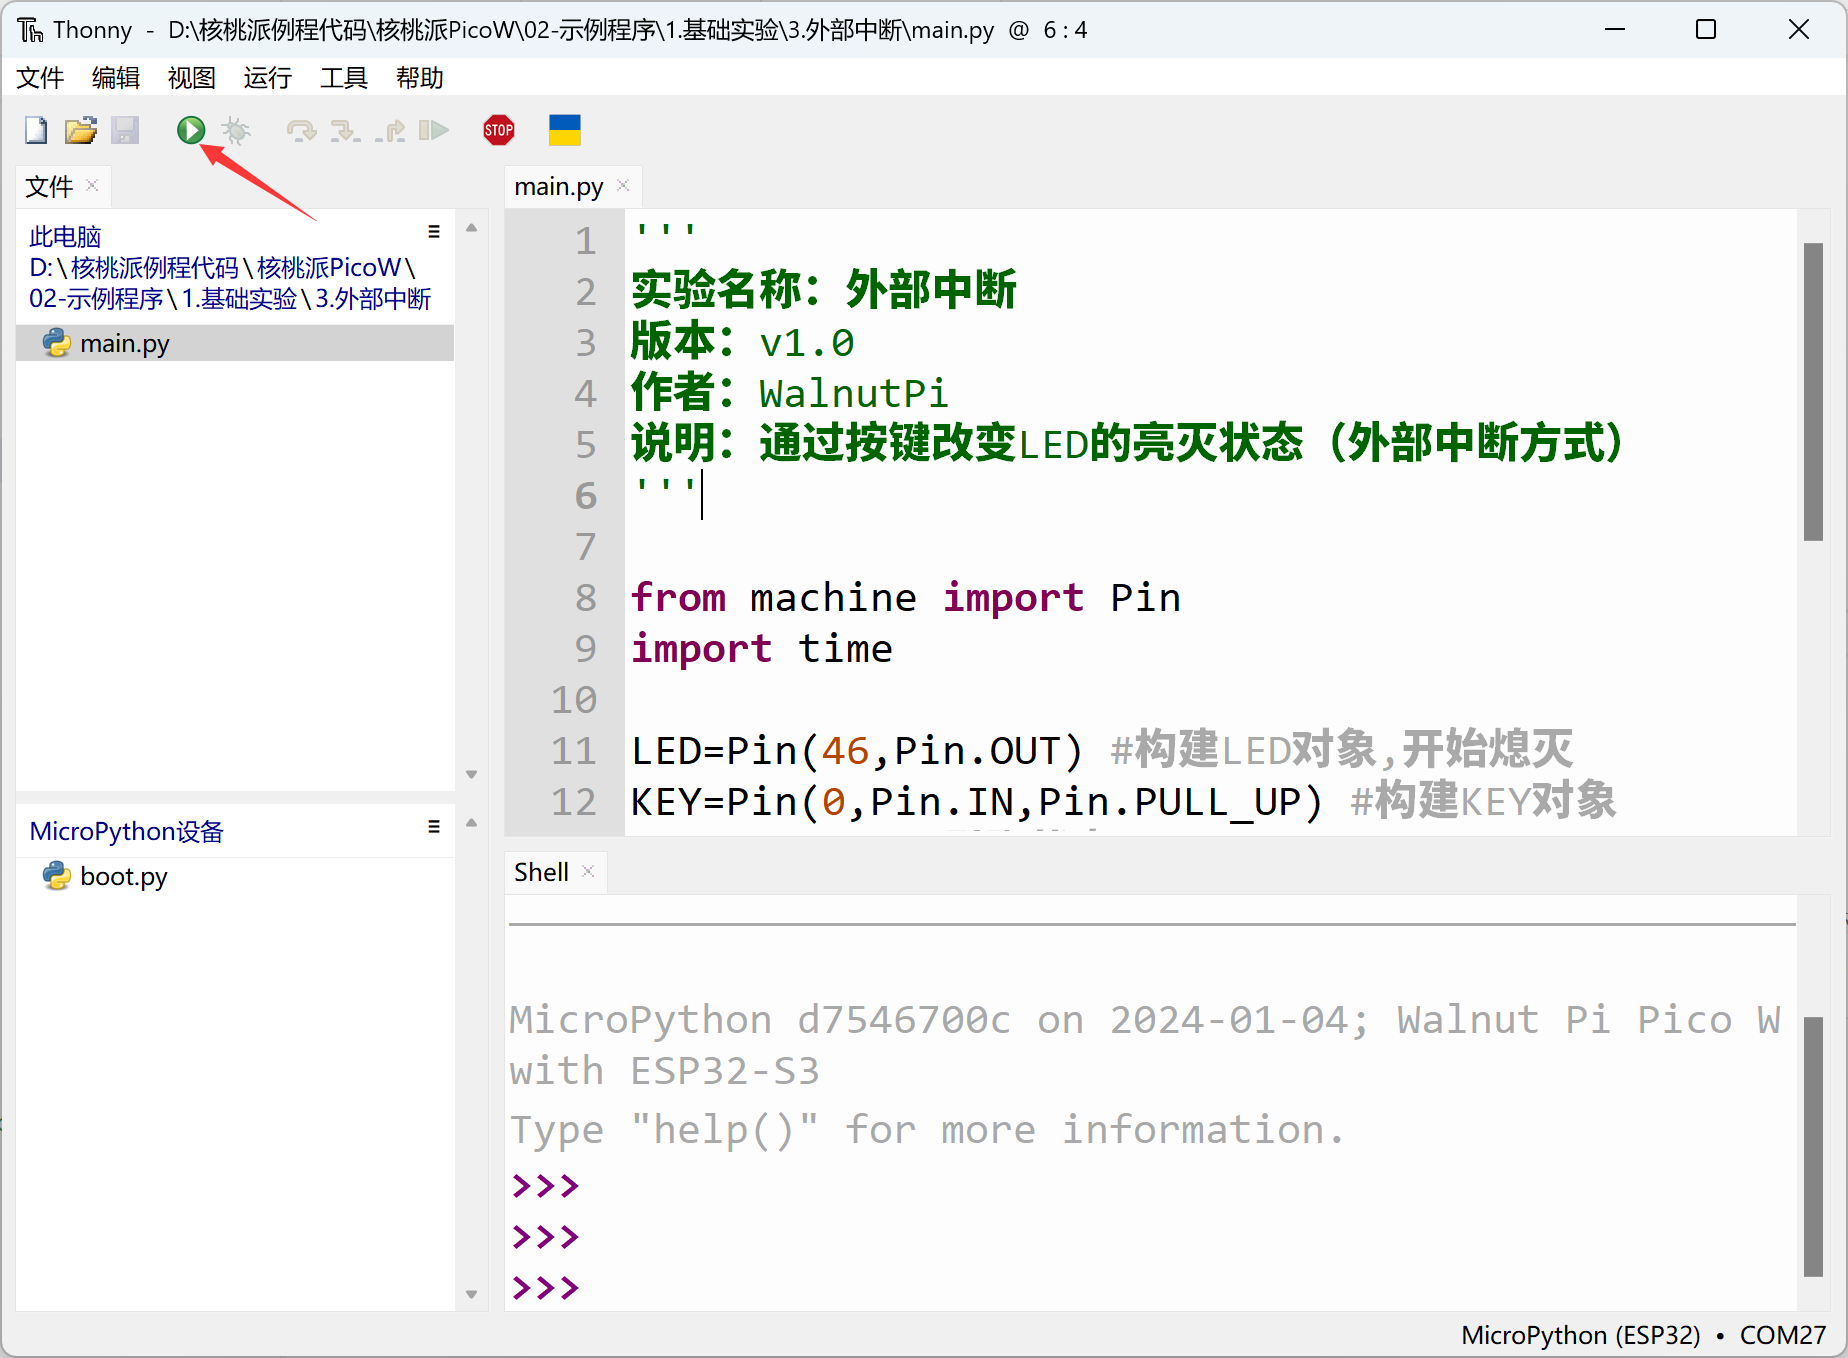 Thonny - D:\核桃派例程代码\核桃派PicoW\02-示例程序\1.基础实验\3.外部中断\main.py @ 6 : 4
文件 编辑 视图 运行 工具 帮助
STOP
文件
此电脑
D:\核桃派例程代码\核桃派PicoW\
02-示例程序\1.基础实验\3.外部中断
main.py
MicroPython设备
boot.py
main.py
1 '''
2 实验名称：外部中断
3 版本：v1.0
4 作者：WalnutPi
5 说明：通过按键改变LED的亮灭状态（外部中断方式）
6 '''
7
8 from machine import Pin
9 import time
10
11 LED=Pin(46,Pin.OUT) #构建LED对象,开始熄灭
12 KEY=Pin(0,Pin.IN,Pin.PULL_UP) #构建KEY对象
Shell
MicroPython d7546700c on 2024-01-04; Walnut Pi Pico W
with ESP32-S3
Type "help()" for more information.
>>>
>>>
>>>
MicroPython (ESP32) • COM27